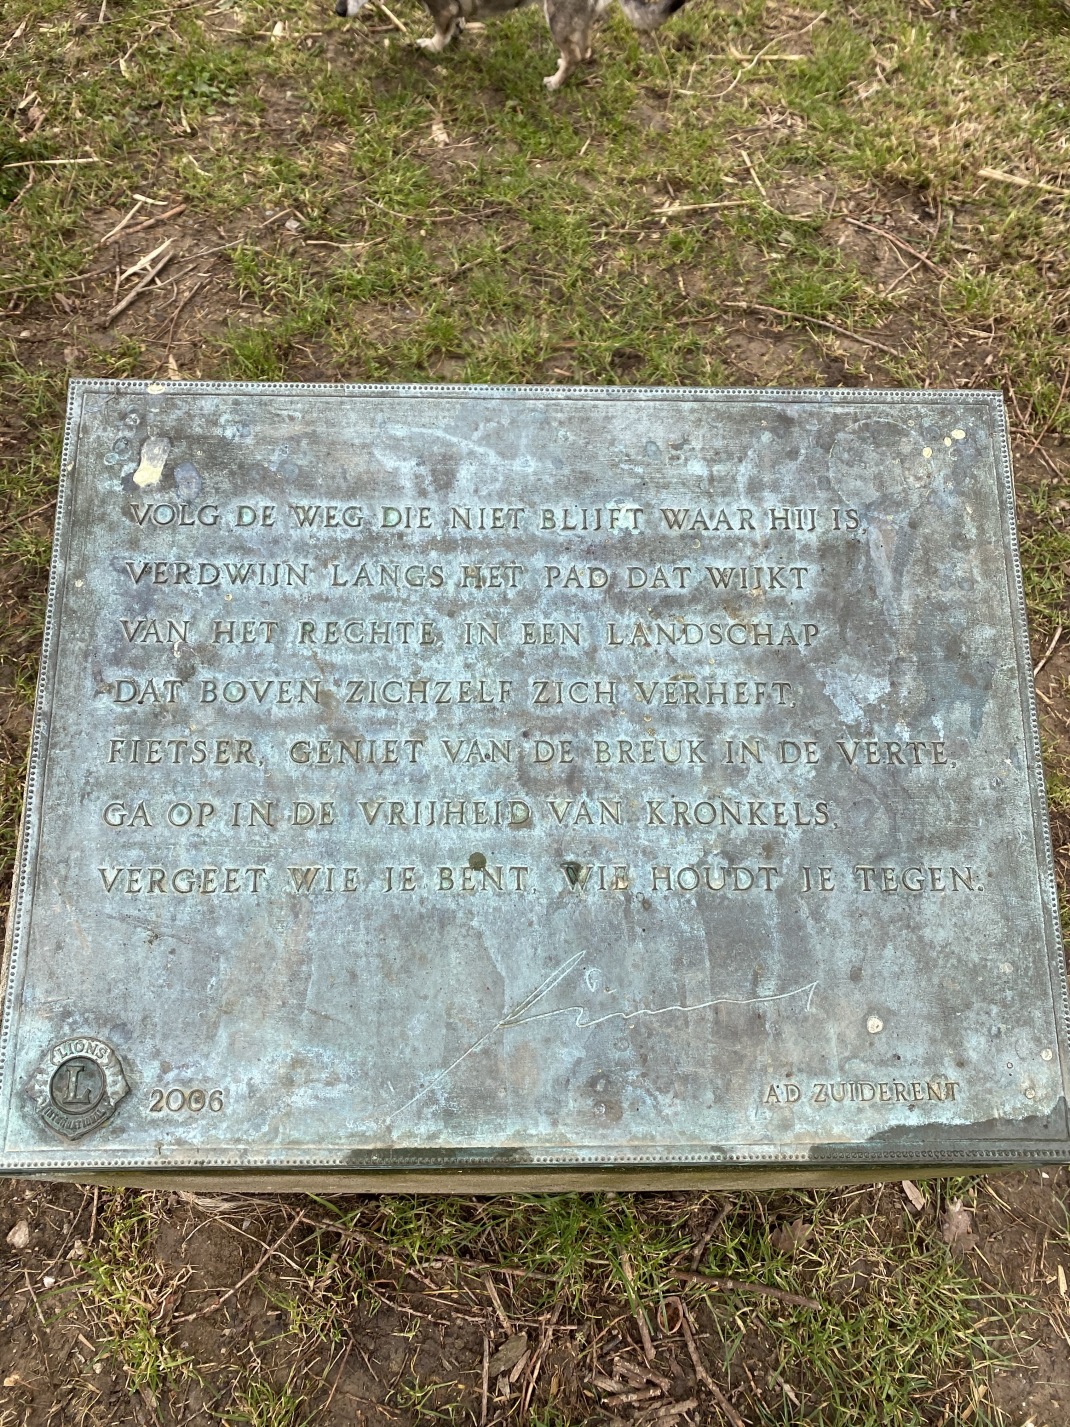 VOLG DE WEG DIE NIET BLIJFT WAAR HIJ IS,
VERDWIJN LANGS HET PAD DAT WIJKT
VAN HET RECHTE, IN EEN LANDSCHAP
DAT BOVEN ZICHZELF ZICH VERHEFT.
FIETSER, GENIET VAN DE BREUK IN DE VERTE,
GA OP IN DE VRIJHEID VAN KRONKELS,
VERGEET WIE JE BENT, WIE HOUDT JE TEGEN.
LIONS
L
INTERNATIONAL
2006
AD ZUIDERENT